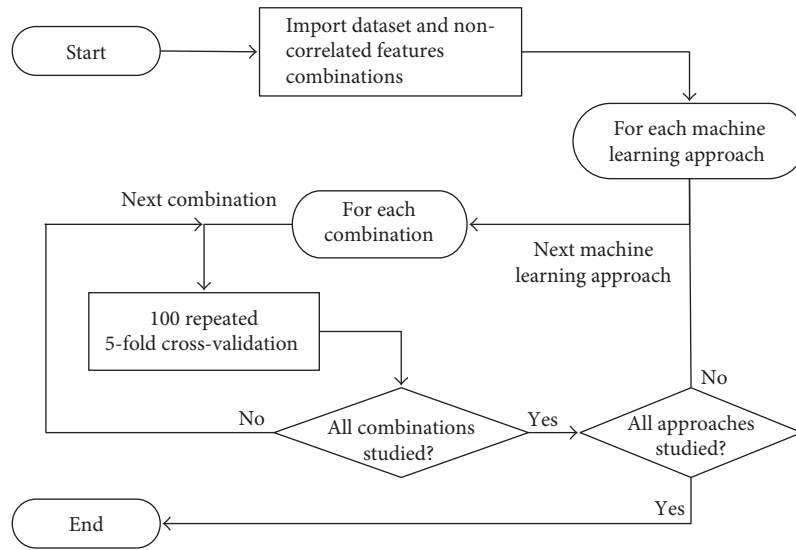 Start
Import dataset and non-
correlated features
combinations
For each machine
learning approach
Next combination
For each
combination
Next machine
learning approach
100 repeated
5-fold cross-validation
No
All combinations
studied?
Yes
No
All approaches
studied?
Yes
End